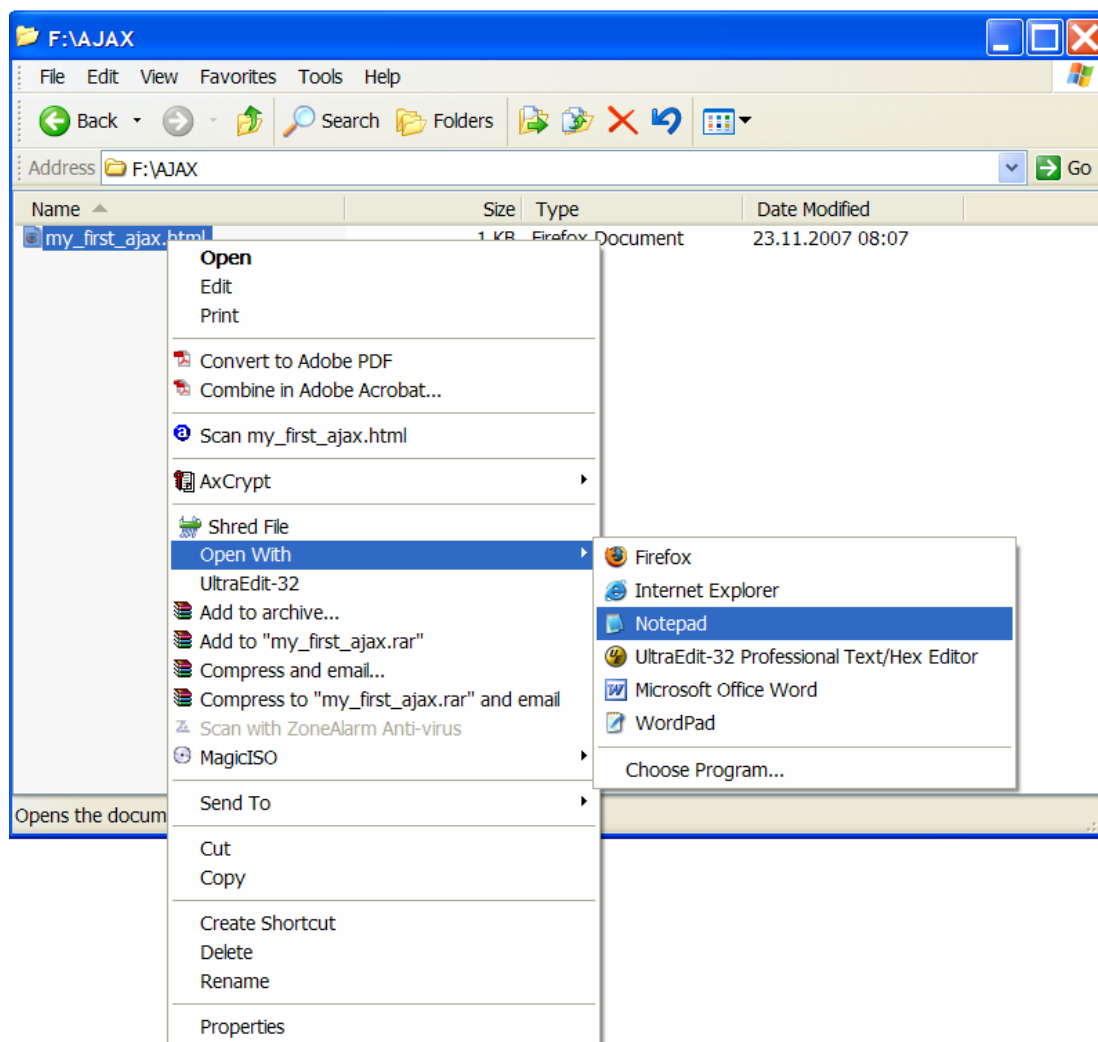 F:\AJAX
File Edit View Favorites Tools Help
Back Search Folders
Address F:\AJAX Go
Name Size Type Date Modified
my_first_ajax.html 1 KB Firefox Document 23.11.2007 08:07
Open
Edit
Print
Convert to Adobe PDF
Combine in Adobe Acrobat...
Scan my_first_ajax.html
AxCrypt
Shred File
Open With
UltraEdit-32
Add to archive...
Add to "my_first_ajax.rar"
Compress and email...
Compress to "my_first_ajax.rar" and email
Scan with ZoneAlarm Anti-virus
MagicISO
Send To
Cut
Copy
Create Shortcut
Delete
Rename
Properties
Firefox
Internet Explorer
Notepad
UltraEdit-32 Professional Text/Hex Editor
Microsoft Office Word
WordPad
Choose Program...
Opens the docum